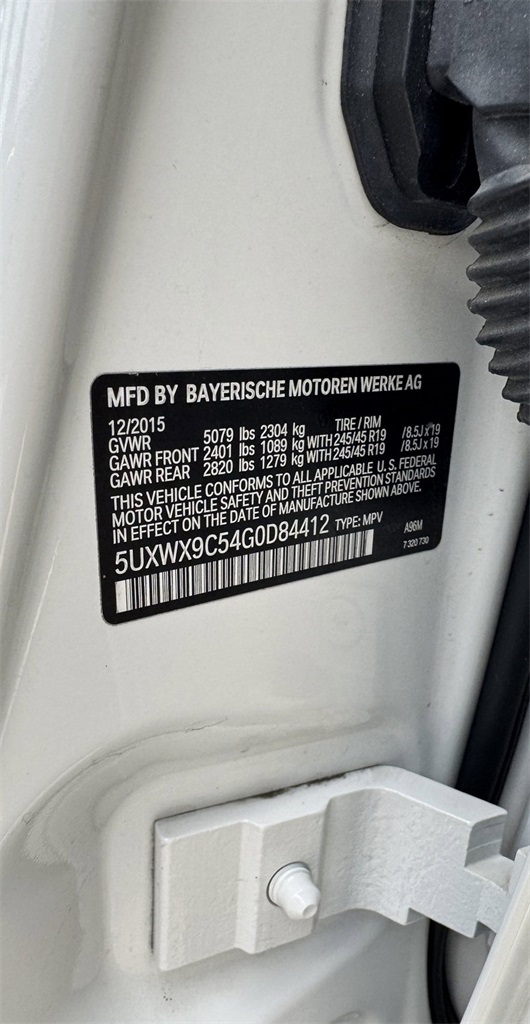 MFD BY BAYERISCHE MOTOREN WERKE AG
12/2015
GVWR 5079 lbs 2304 kg TIRE / RIM
GAWR FRONT 2401 lbs 1089 kg WITH 245/45 R19 /8.5J x 19
GAWR REAR 2820 lbs 1279 kg WITH 245/45 R19 /8.5J x 19
THIS VEHICLE CONFORMS TO ALL APPLICABLE U.S. FEDERAL
MOTOR VEHICLE SAFETY AND THEFT PREVENTION STANDARDS
IN EFFECT ON THE DATE OF MANUFACTURE SHOWN ABOVE.
5UXWX9C54G0D84412 TYPE: MPV A96M
7 320 730